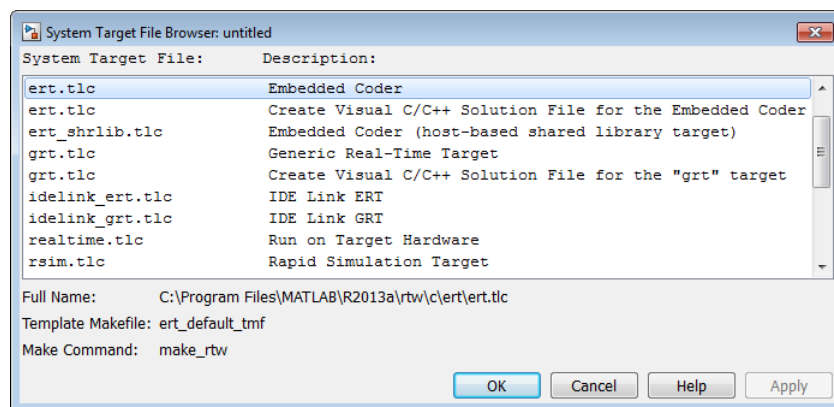 System Target File Browser: untitled
System Target File: Description:
ert.tlc Embedded Coder
ert.tlc Create Visual C/C++ Solution File for the Embedded Coder
ert_shrlib.tlc Embedded Coder (host-based shared library target)
grt.tlc Generic Real-Time Target
grt.tlc Create Visual C/C++ Solution File for the "grt" target
idelink_ert.tlc IDE Link ERT
idelink_grt.tlc IDE Link GRT
realtime.tlc Run on Target Hardware
rsim.tlc Rapid Simulation Target
Full Name: C:\Program Files\MATLAB\R2013a\rtw\c\ert\ert.tlc
Template Makefile: ert_default_tmf
Make Command: make_rtw
OK Cancel Help Apply